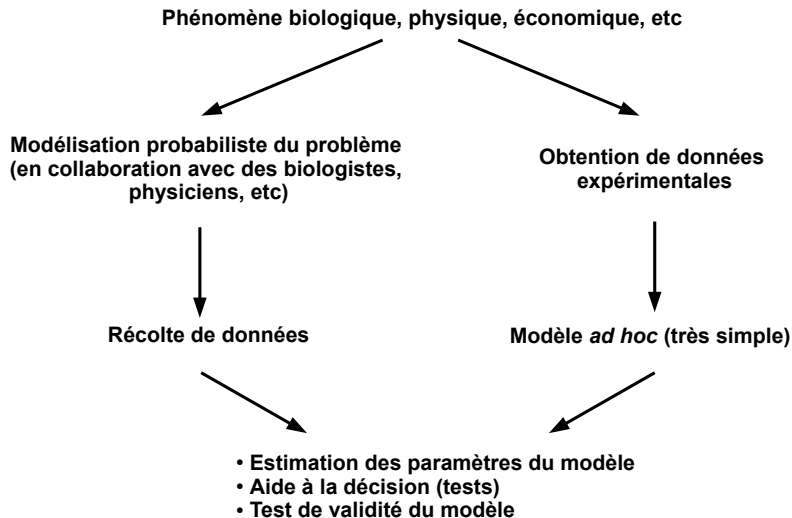 Phénomène biologique, physique, économique, etc
Modélisation probabiliste du problème
(en collaboration avec des biologistes,
physiciens, etc)
Obtention de données
expérimentales
Récolte de données
Modèle ad hoc (très simple)
• Estimation des paramètres du modèle
• Aide à la décision (tests)
• Test de validité du modèle